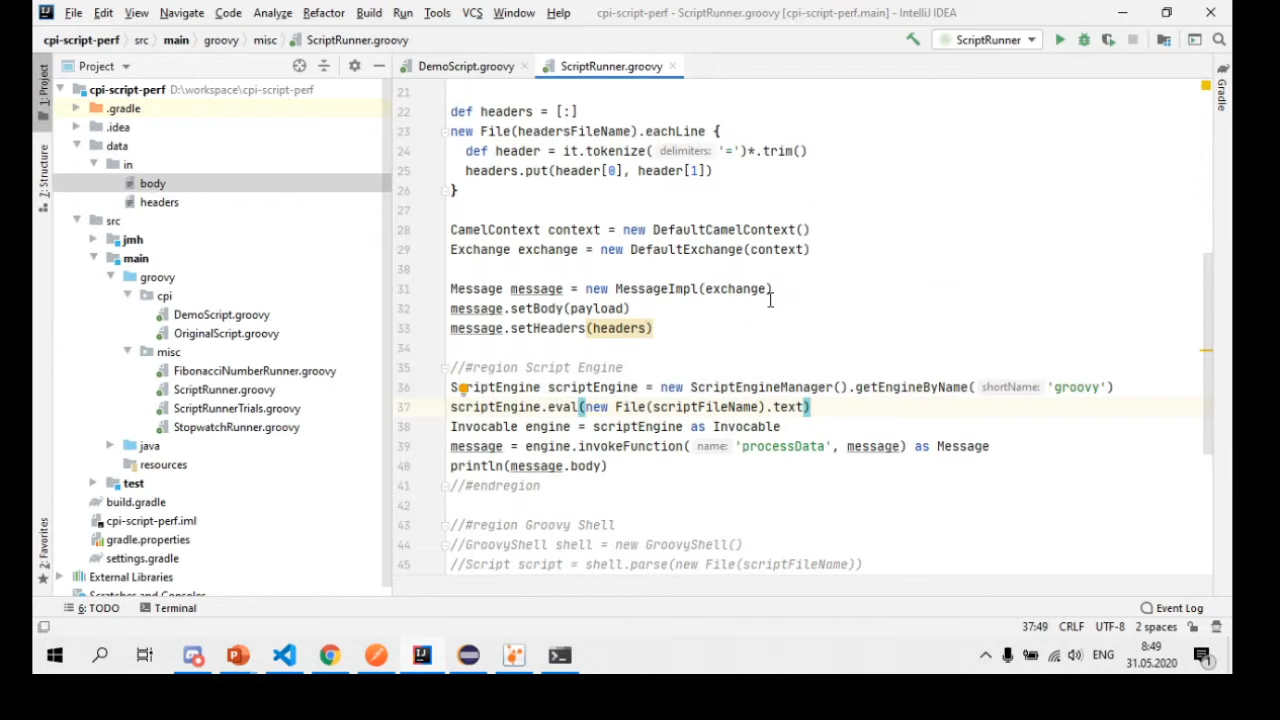 File Edit View Navigate Code Analyze Refactor Build Run Tools VCS Window Help cpi-script-perf - ScriptRunner.groovy [cpi-script-perf.main] - IntelliJ IDEA
cpi-script-perf src main groovy misc ScriptRunner.groovy ScriptRunner
Project DemoScript.groovy ScriptRunner.groovy
1: Project
7: Structure
2: Favorites
Gradle
cpi-script-perf D:\workspace\cpi-script-perf
.gradle
.idea
data
in
body
headers
src
jmh
main
groovy
cpi
DemoScript.groovy
OriginalScript.groovy
misc
FibonacciNumberRunner.groovy
ScriptRunner.groovy
ScriptRunnerTrials.groovy
StopwatchRunner.groovy
java
resources
test
build.gradle
cpi-script-perf.iml
gradle.properties
settings.gradle
External Libraries
Scratches and Consoles
21
22 def headers = [:]
23 new File(headersFileName).eachLine {
24 def header = it.tokenize( delimiters: '=')*.trim()
25 headers.put(header[0], header[1])
26 }
27
28 CamelContext context = new DefaultCamelContext()
29 Exchange exchange = new DefaultExchange(context)
30
31 Message message = new MessageImpl(exchange)
32 message.setBody(payload)
33 message.setHeaders(headers)
34
35 //#region Script Engine
36 ScriptEngine scriptEngine = new ScriptEngineManager().getEngineByName( shortName: 'groovy')
37 scriptEngine.eval(new File(scriptFileName).text)
38 Invocable engine = scriptEngine as Invocable
39 message = engine.invokeFunction( name: 'processData', message) as Message
40 println(message.body)
41 //#endregion
42
43 //#region Groovy Shell
44 //GroovyShell shell = new GroovyShell()
45 //Script script = shell.parse(new File(scriptFileName))
6: TODO Terminal Event Log
37:49 CRLF UTF-8 2 spaces
ENG 8:49
31.05.2020
1